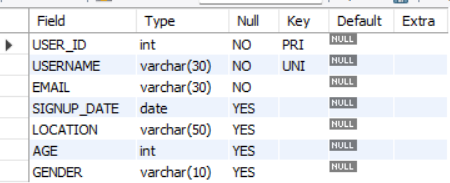 Field Type Null Key Default Extra
USER_ID int NO PRI NULL
USERNAME varchar(30) NO UNI NULL
EMAIL varchar(30) NO NULL
SIGNUP_DATE date YES NULL
LOCATION varchar(50) YES NULL
AGE int YES NULL
GENDER varchar(10) YES NULL